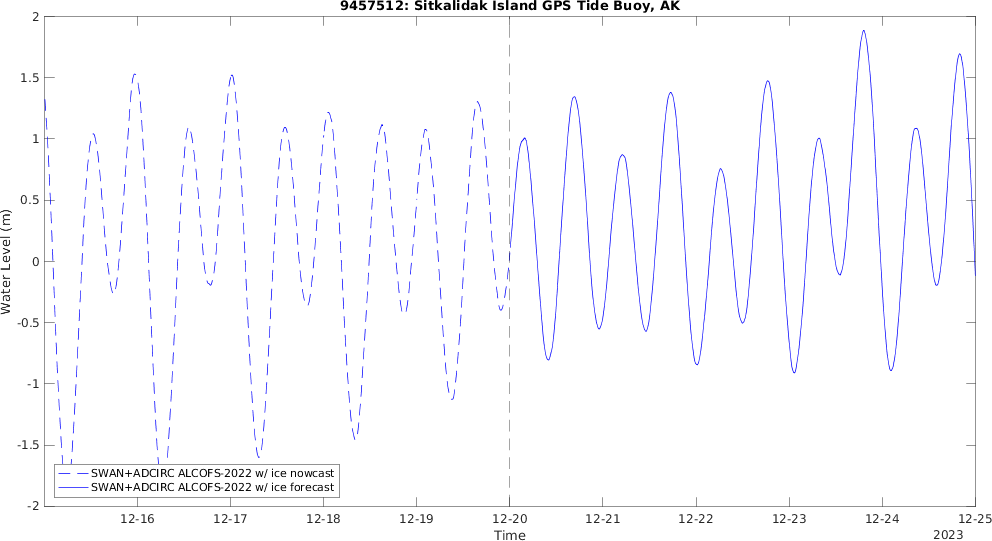 9457512: Sitkalidak Island GPS Tide Buoy, AK
2
1.5
1
0.5
0
-0.5
-1
-1.5
-2
Water Level (m)
SWAN+ADCIRC ALCOFS-2022 w/ ice nowcast
SWAN+ADCIRC ALCOFS-2022 w/ ice forecast
12-16 12-17 12-18 12-19 12-20 12-21 12-22 12-23 12-24 12-25
Time
2023